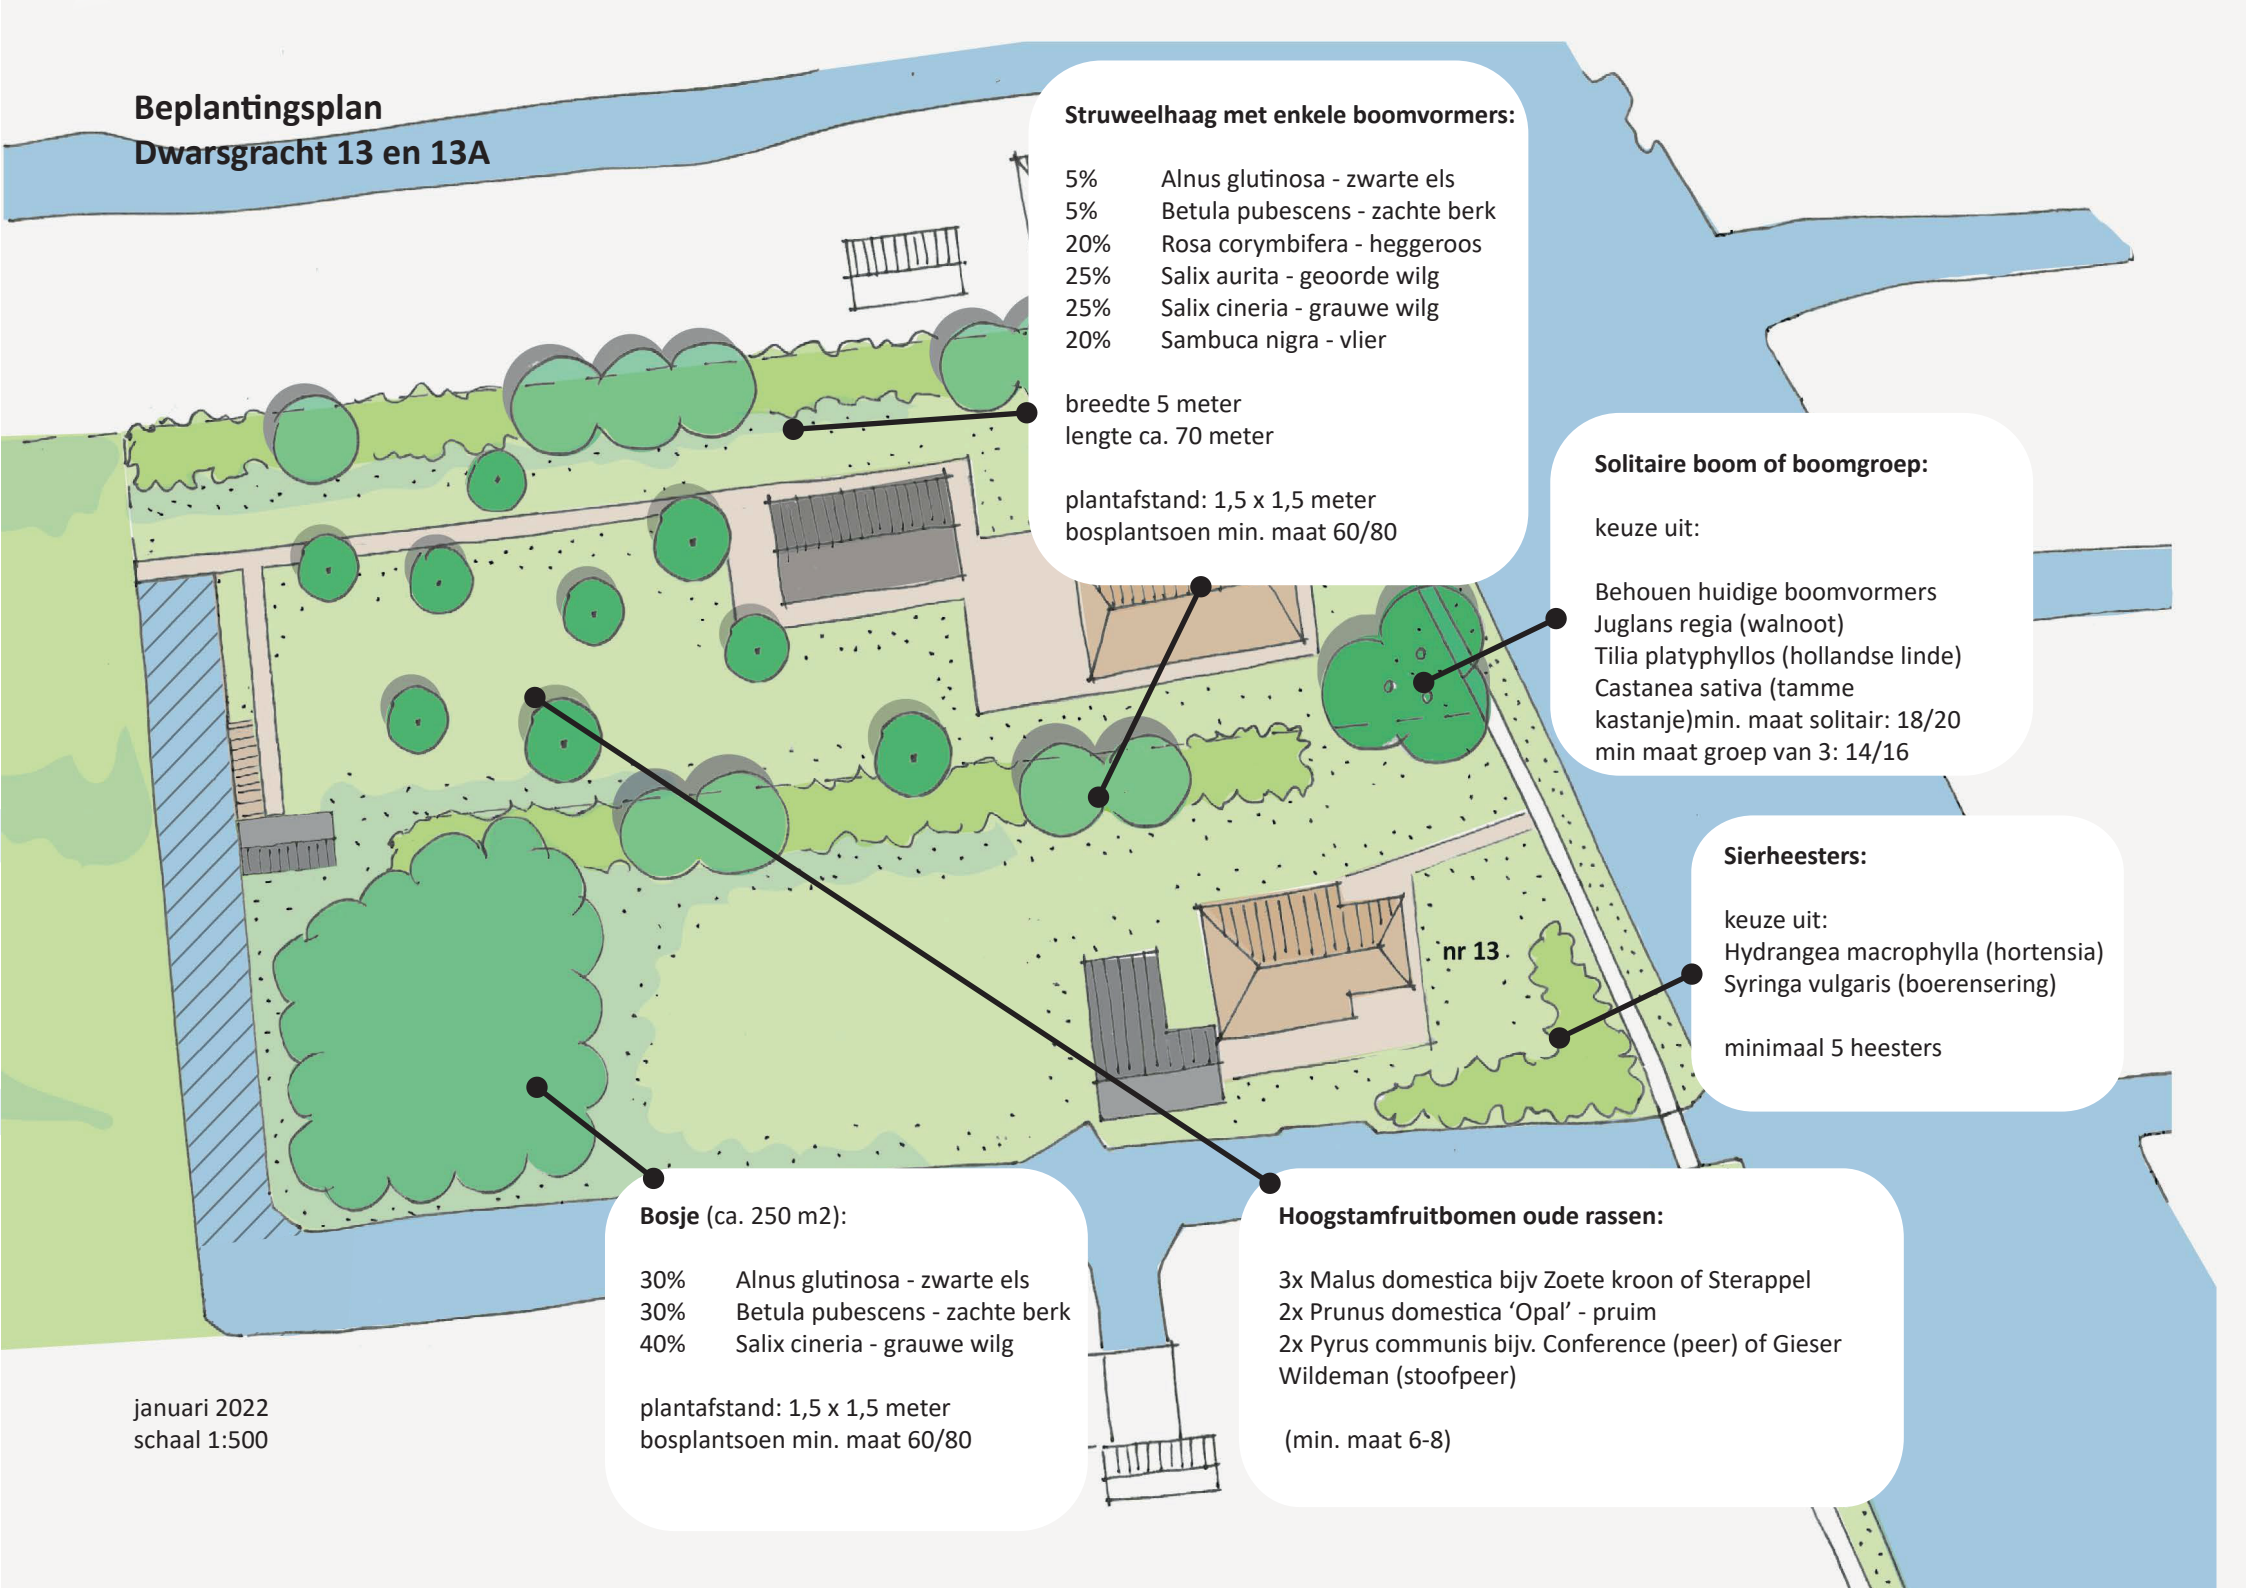 Beplantingsplan
Dwarsgracht 13 en 13A
Struweelhaag met enkele boomvormers:
5% Alnus glutinosa - zwarte els
5% Betula pubescens - zachte berk
20% Rosa corymbifera - heggeroos
25% Salix aurita - geoorde wilg
25% Salix cineria - grauwe wilg
20% Sambuca nigra - vlier
breedte 5 meter
lengte ca. 70 meter
plantafstand: 1,5 x 1,5 meter
bosplantsoen min. maat 60/80
Solitaire boom of boomgroep:
keuze uit:
Behouen huidige boomvormers
Juglans regia (walnoot)
Tilia platyphyllos (hollandse linde)
Castanea sativa (tamme
kastanje)min. maat solitair: 18/20
min maat groep van 3: 14/16
Sierheesters:
keuze uit:
Hydrangea macrophylla (hortensia)
Syringa vulgaris (boerensering)
minimaal 5 heesters
nr 13
Bosje (ca. 250 m2):
30% Alnus glutinosa - zwarte els
30% Betula pubescens - zachte berk
40% Salix cineria - grauwe wilg
plantafstand: 1,5 x 1,5 meter
bosplantsoen min. maat 60/80
Hoogstamfruitbomen oude rassen:
3x Malus domestica bijv Zoete kroon of Sterappel
2x Prunus domestica ‘Opal’ - pruim
2x Pyrus communis bijv. Conference (peer) of Gieser
Wildeman (stoofpeer)
(min. maat 6-8)
januari 2022
schaal 1:500